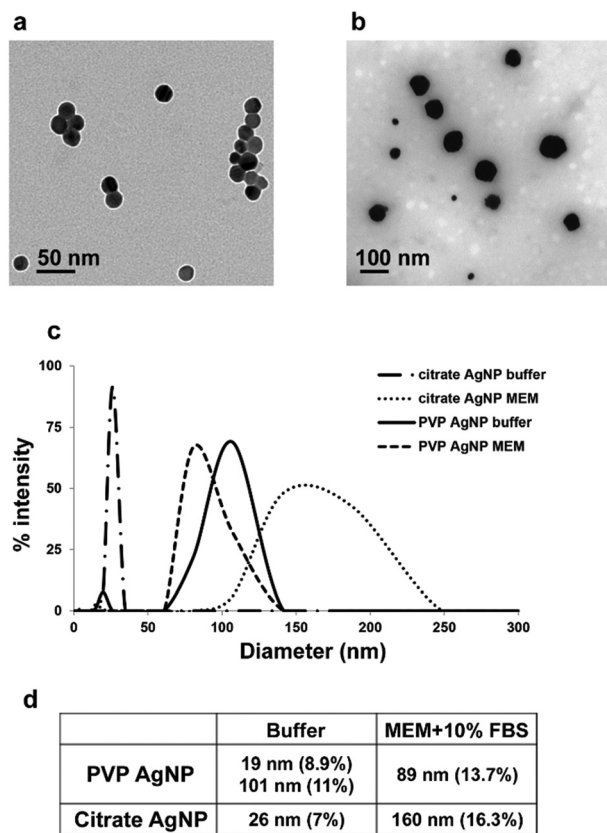 a
b
50 nm
100 nm
c
100
75
50
25
0
% intensity
citrate AgNP buffer
citrate AgNP MEM
PVP AgNP buffer
PVP AgNP MEM
0 50 100 150 200 250 300
Diameter (nm)
d
Buffer MEM+10% FBS
PVP AgNP 19 nm (8.9%) 101 nm (11%) 89 nm (13.7%)
Citrate AgNP 26 nm (7%) 160 nm (16.3%)